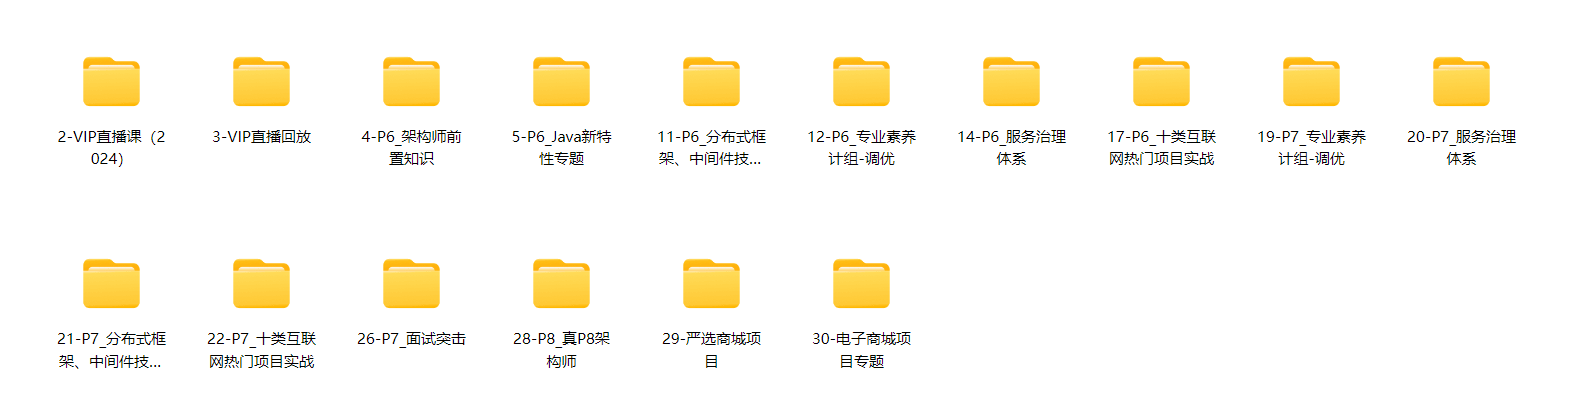 2-VIP直播课（2
024）
3-VIP直播回放
4-P6_架构师前
置知识
5-P6_Java新特
性专题
11-P6_分布式框
架、中间件技...
12-P6_专业素养
计组-调优
14-P6_服务治理
体系
17-P6_十类互联
网热门项目实战
19-P7_专业素养
计组-调优
20-P7_服务治理
体系
21-P7_分布式框
架、中间件技...
22-P7_十类互联
网热门项目实战
26-P7_面试突击
28-P8_真P8架
构师
29-严选商城项
目
30-电子商城项
目专题